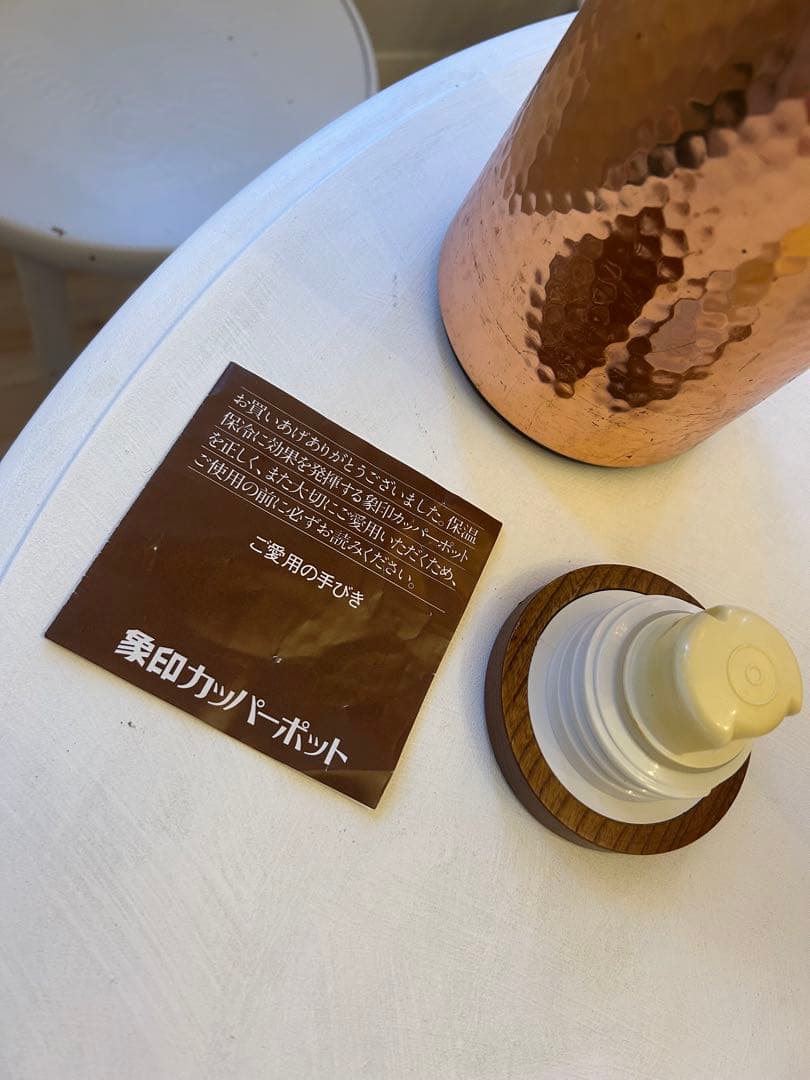 お買いあげありがとうございました。保温
保冷に効果を発揮する象印カッパーポット
を正しく、また大切にご愛用いただくため、
ご使用の前に必ずお読みください。
ご愛用の手びき
象印カッパーポット